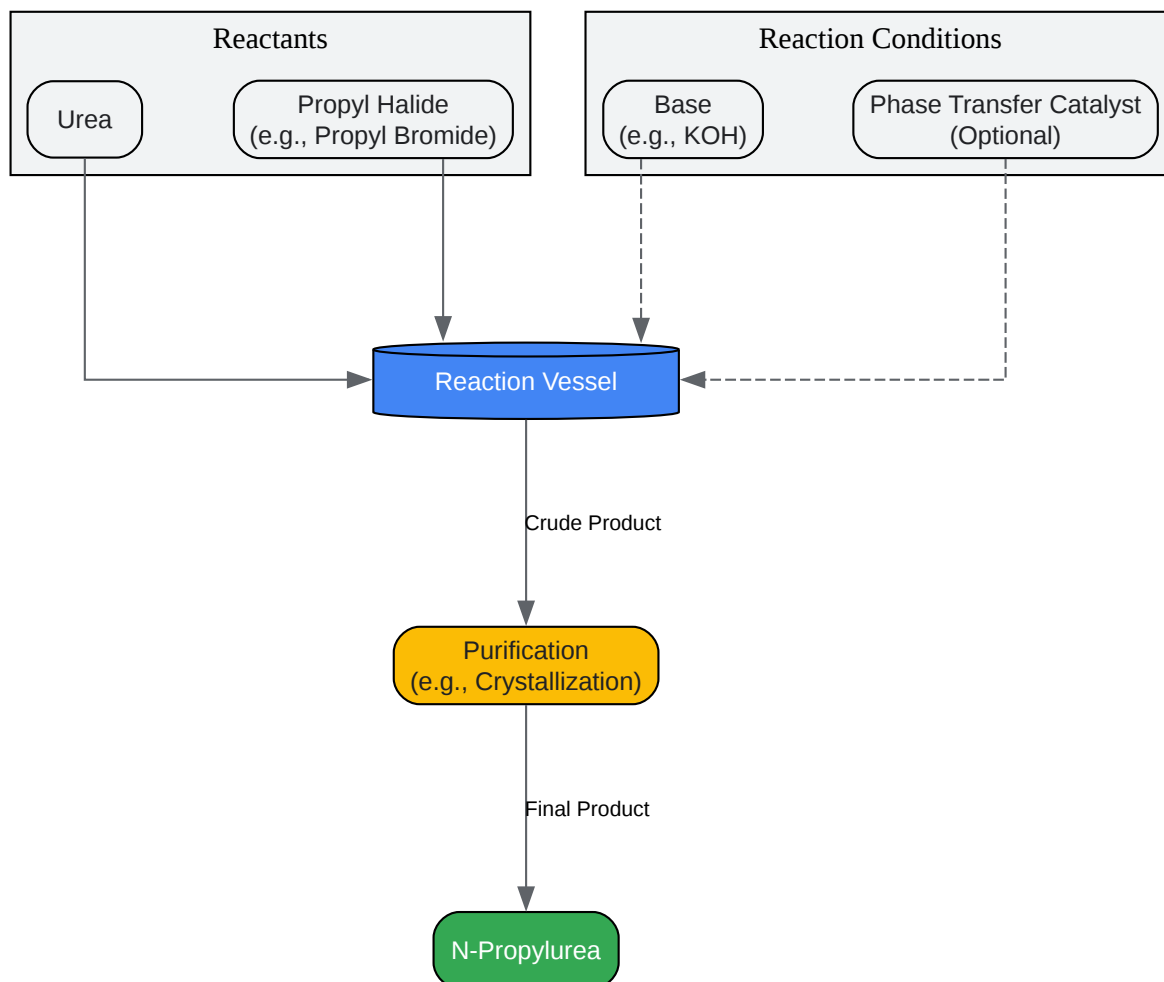 Reactants
Urea
Propyl Halide
(e.g., Propyl Bromide)
Reaction Conditions
Base
(e.g., KOH)
Phase Transfer Catalyst
(Optional)
Reaction Vessel
Crude Product
Purification
(e.g., Crystallization)
Final Product
N-Propylurea